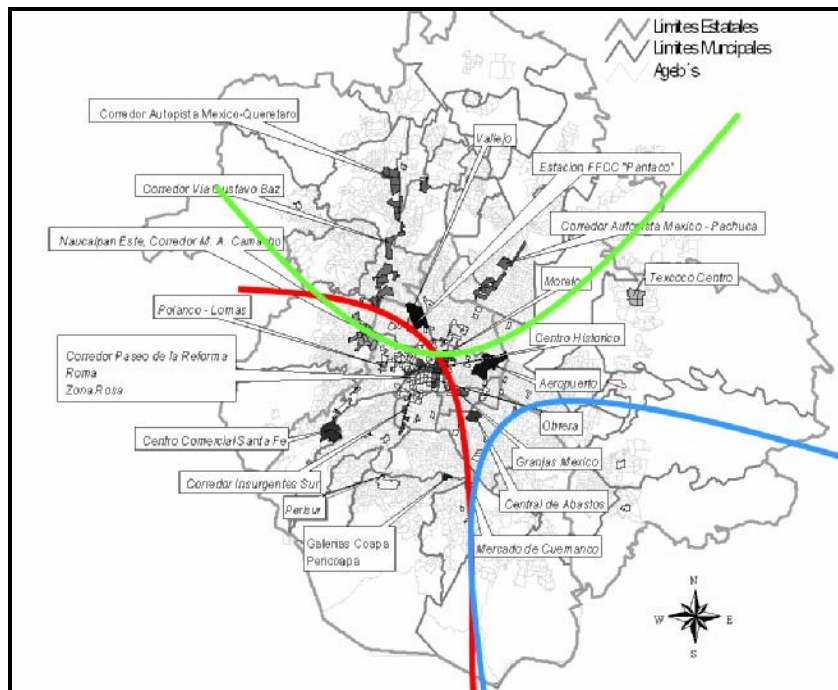 Limites Estatales
Limites Muncipales
Ageb´s
Corredor Autopista Mexico-Queretaro
Vallejo
Estacion FFCC "Pantaco"
Corredor Via Gustavo Baz
Naucalpan Este, Corredor M. A. Camacho
Corredor Autopista Mexico - Pachuca
Morelos
Texcoco Centro
Polanco - Lomas
Centro Historico
Corredor Paseo de la Reforma
Roma
Zona Rosa
Aeropuerto
Obrera
Centro Comercial Santa Fe
Granjas Mexico
Corredor Insurgentes Sur
Central de Abastos
Perisur
Galerias Coapa
Pericoapa
Mercado de Cuemanco
N
W
E
S